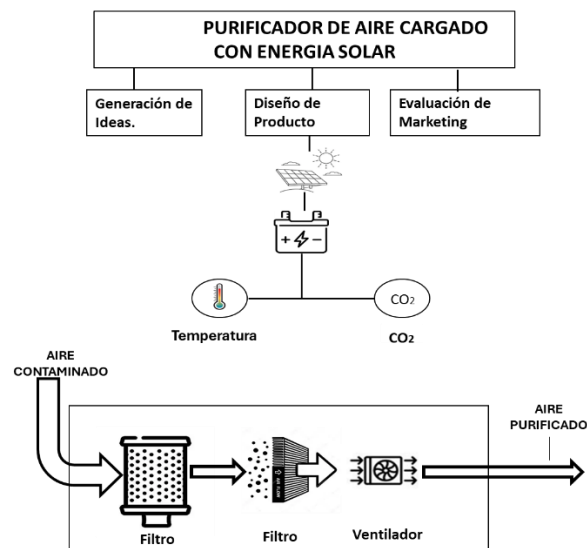 PURIFICADOR DE AIRE CARGADO
CON ENERGIA SOLAR
Generación de
Ideas.
Diseño de
Producto
Evaluación de
Marketing
+ −
CO₂
Temperatura
CO₂
AIRE
CONTAMINADO
AIRE
PURIFICADO
Filtro
Filtro
Ventilador